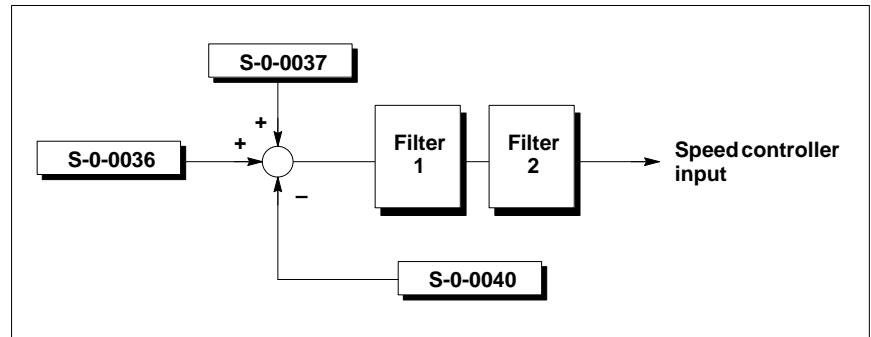 S-0-0037
+
+
S-0-0036
Filter
1
Filter
2
Speed controller
input
–
S-0-0040